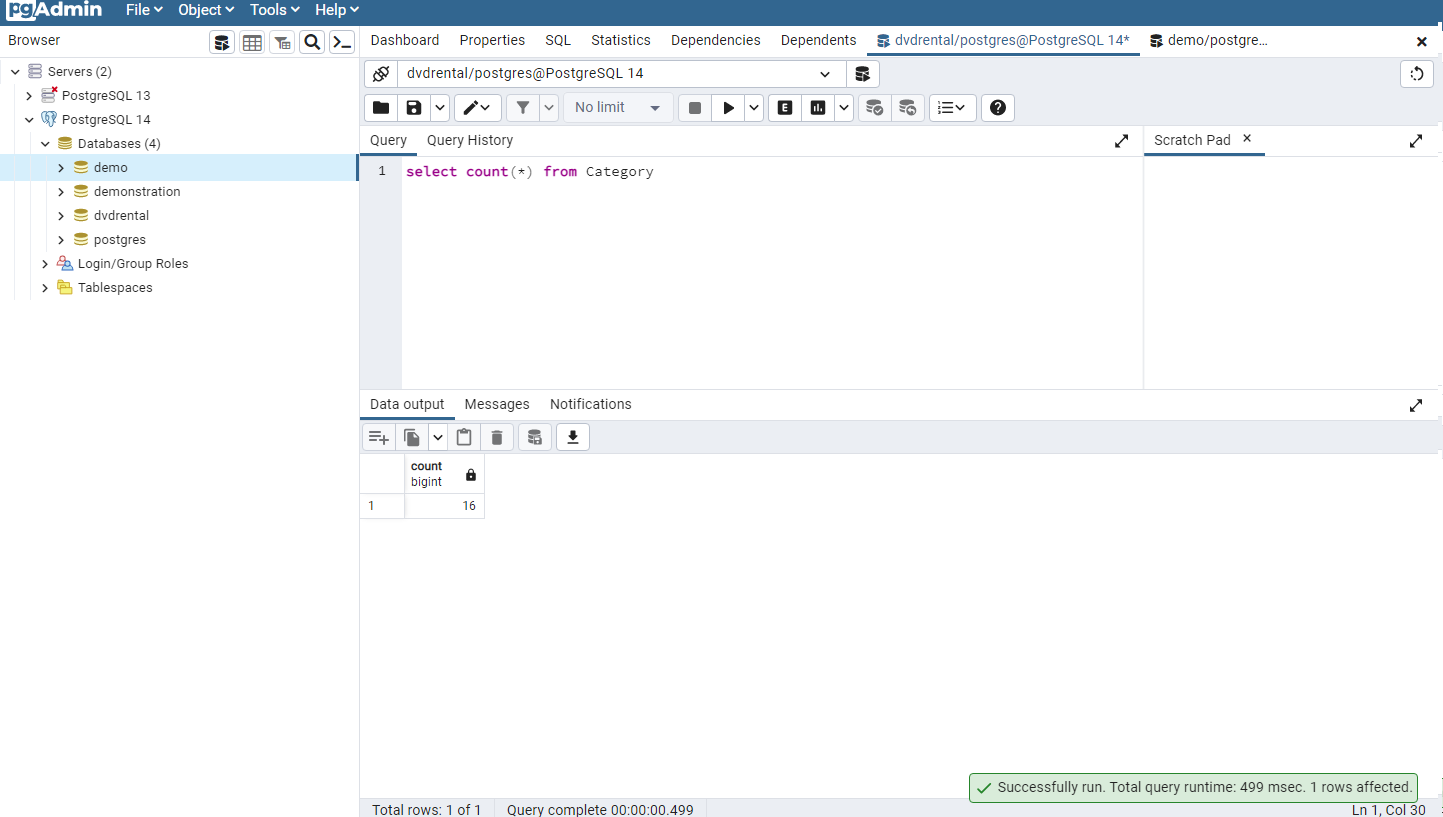 pgAdmin File Object Tools Help
Browser
Dashboard Properties SQL Statistics Dependencies Dependents dvdrental/postgres@PostgreSQL 14* demo/postgre...
Servers (2)
PostgreSQL 13
PostgreSQL 14
Databases (4)
demo
demonstration
dvdrental
postgres
Login/Group Roles
Tablespaces
dvdrental/postgres@PostgreSQL 14
No limit
E
Query Query History
Scratch Pad
1 select count(*) from Category
Data output Messages Notifications
count
bigint
1 16
Successfully run. Total query runtime: 499 msec. 1 rows affected.
Total rows: 1 of 1 Query complete 00:00:00.499 Ln 1, Col 30